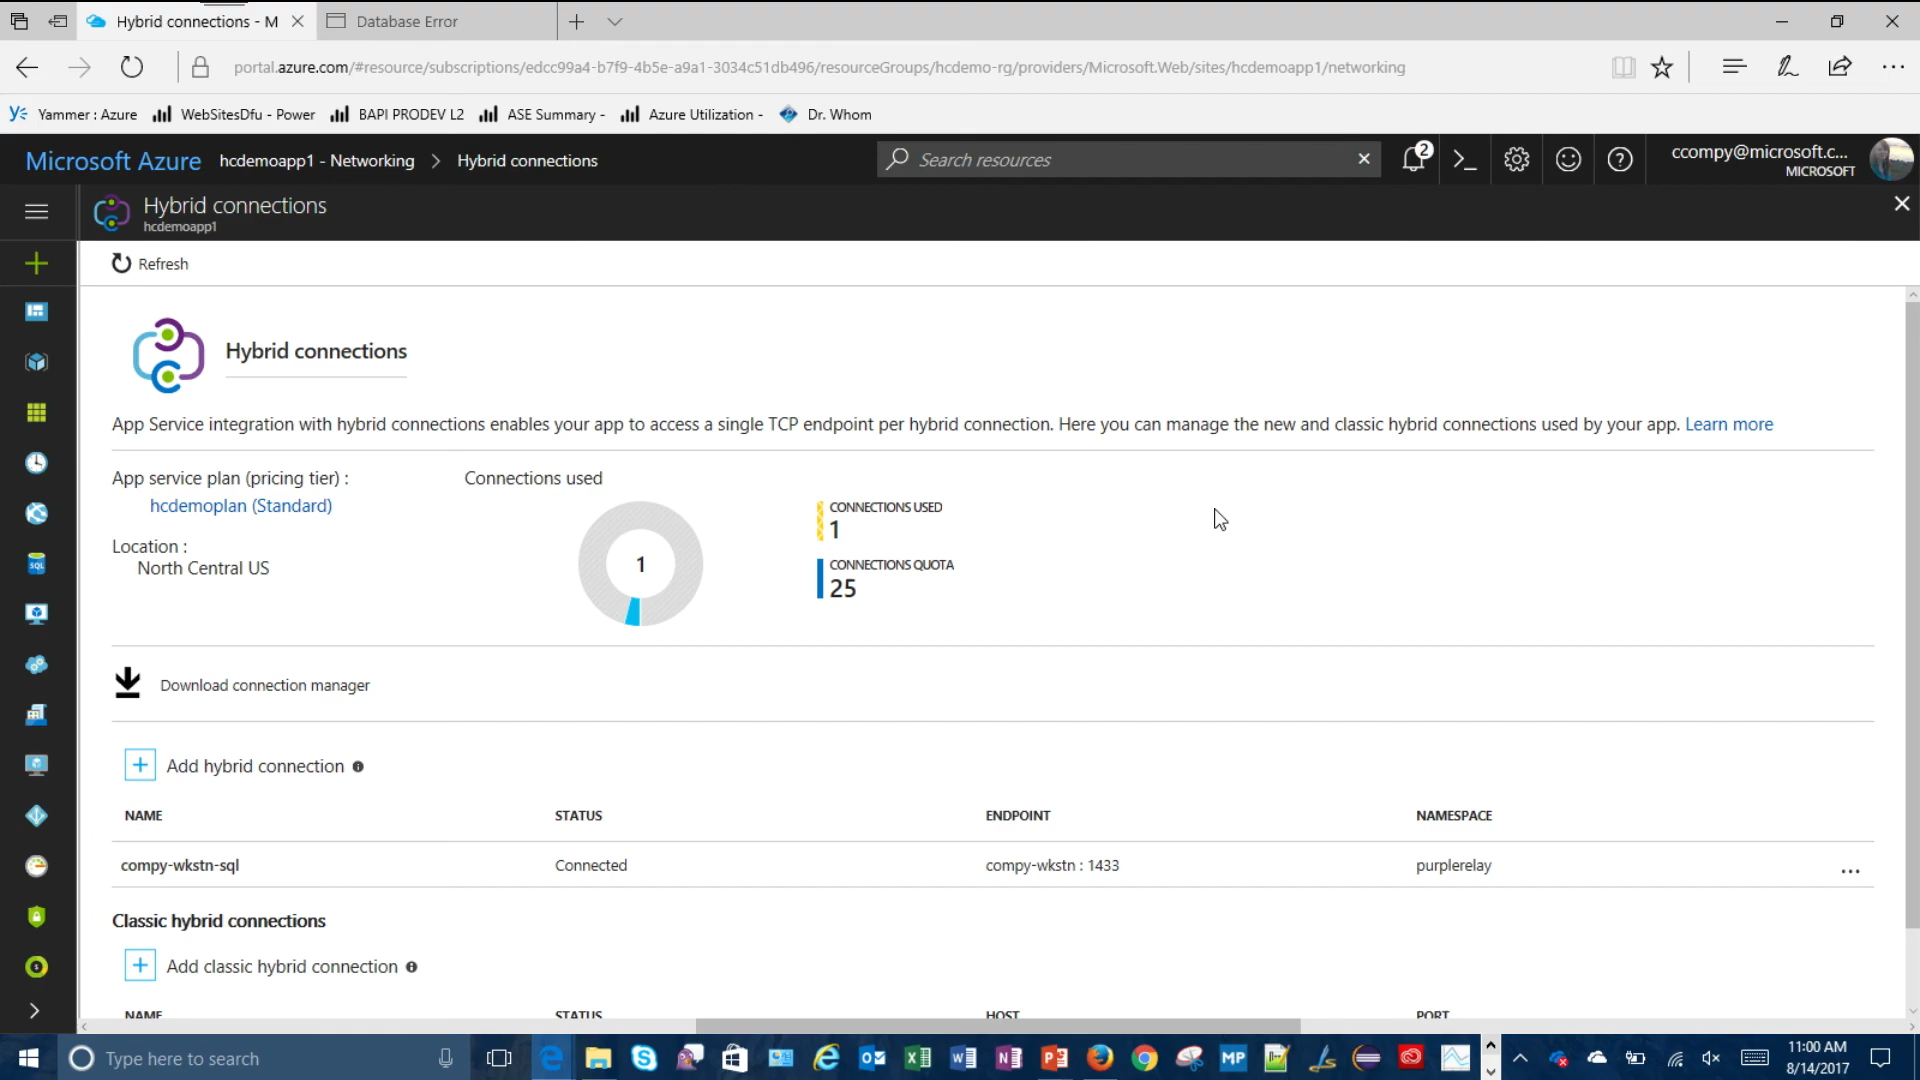 Hybrid connections - M
Database Error
portal.azure.com/#resource/subscriptions/edcc99a4-b7f9-4b5e-a9a1-3034c51db496/resourceGroups/hcdemo-rg/providers/Microsoft.Web/sites/hcdemoapp1/networking
Yammer : Azure
WebSitesDfu - Power
BAPI PRODEV L2
ASE Summary -
Azure Utilization -
Dr. Whom
Microsoft Azure
hcdemoapp1 - Networking > Hybrid connections
Search resources
2
ccompy@microsoft.c...
MICROSOFT
Hybrid connections
hcdemoapp1
Refresh
Hybrid connections
App Service integration with hybrid connections enables your app to access a single TCP endpoint per hybrid connection. Here you can manage the new and classic hybrid connections used by your app. Learn more
App service plan (pricing tier) :
hcdemoplan (Standard)
Location :
North Central US
Connections used
1
CONNECTIONS USED
1
CONNECTIONS QUOTA
25
Download connection manager
Add hybrid connection
NAME STATUS ENDPOINT NAMESPACE
compy-wkstn-sql Connected compy-wkstn : 1433 purplerelay ...
Classic hybrid connections
Add classic hybrid connection
NAME STATUS HOST PORT
Type here to search
11:00 AM
8/14/2017